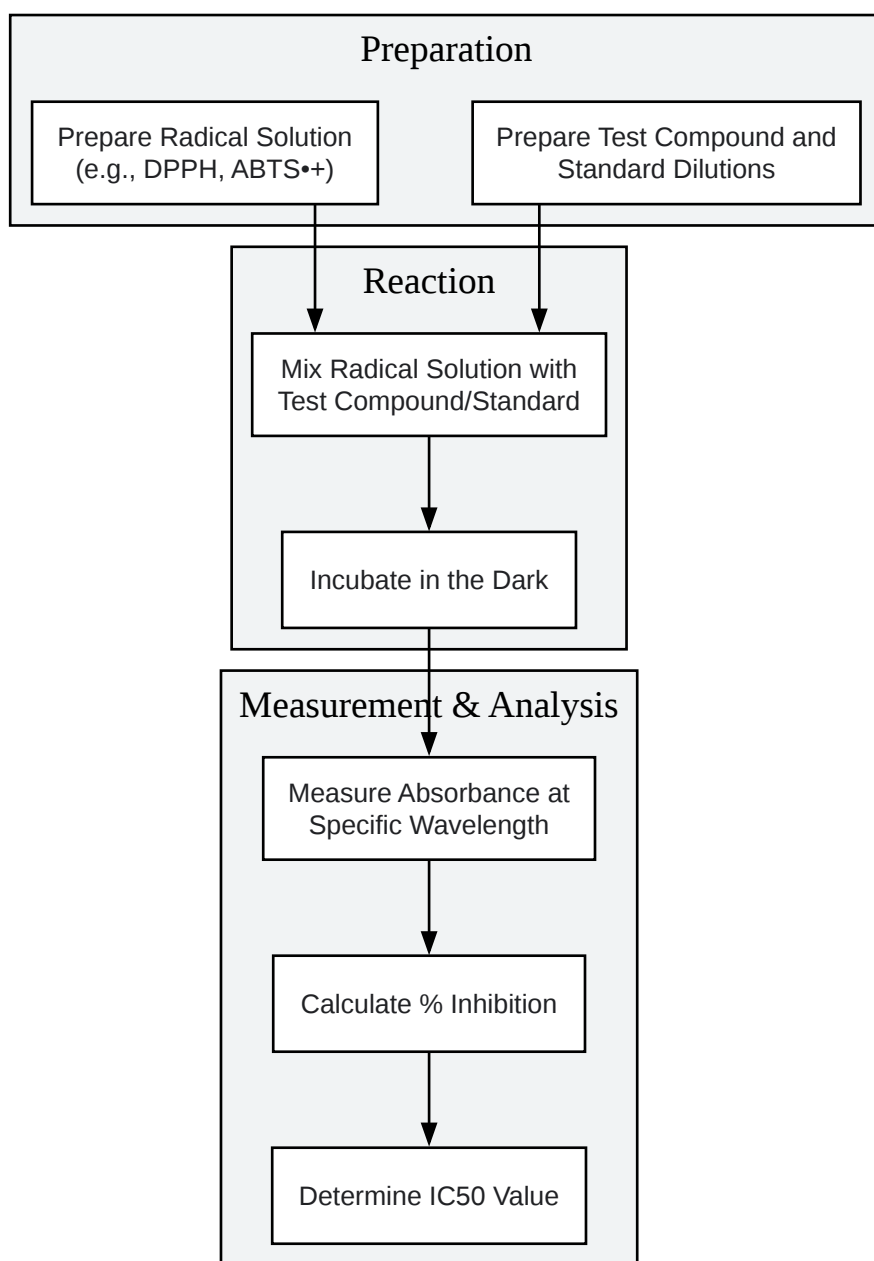 Preparation
Prepare Radical Solution
(e.g., DPPH, ABTS•+)
Prepare Test Compound and
Standard Dilutions
Reaction
Mix Radical Solution with
Test Compound/Standard
Incubate in the Dark
Measurement & Analysis
Measure Absorbance at
Specific Wavelength
Calculate % Inhibition
Determine IC50 Value